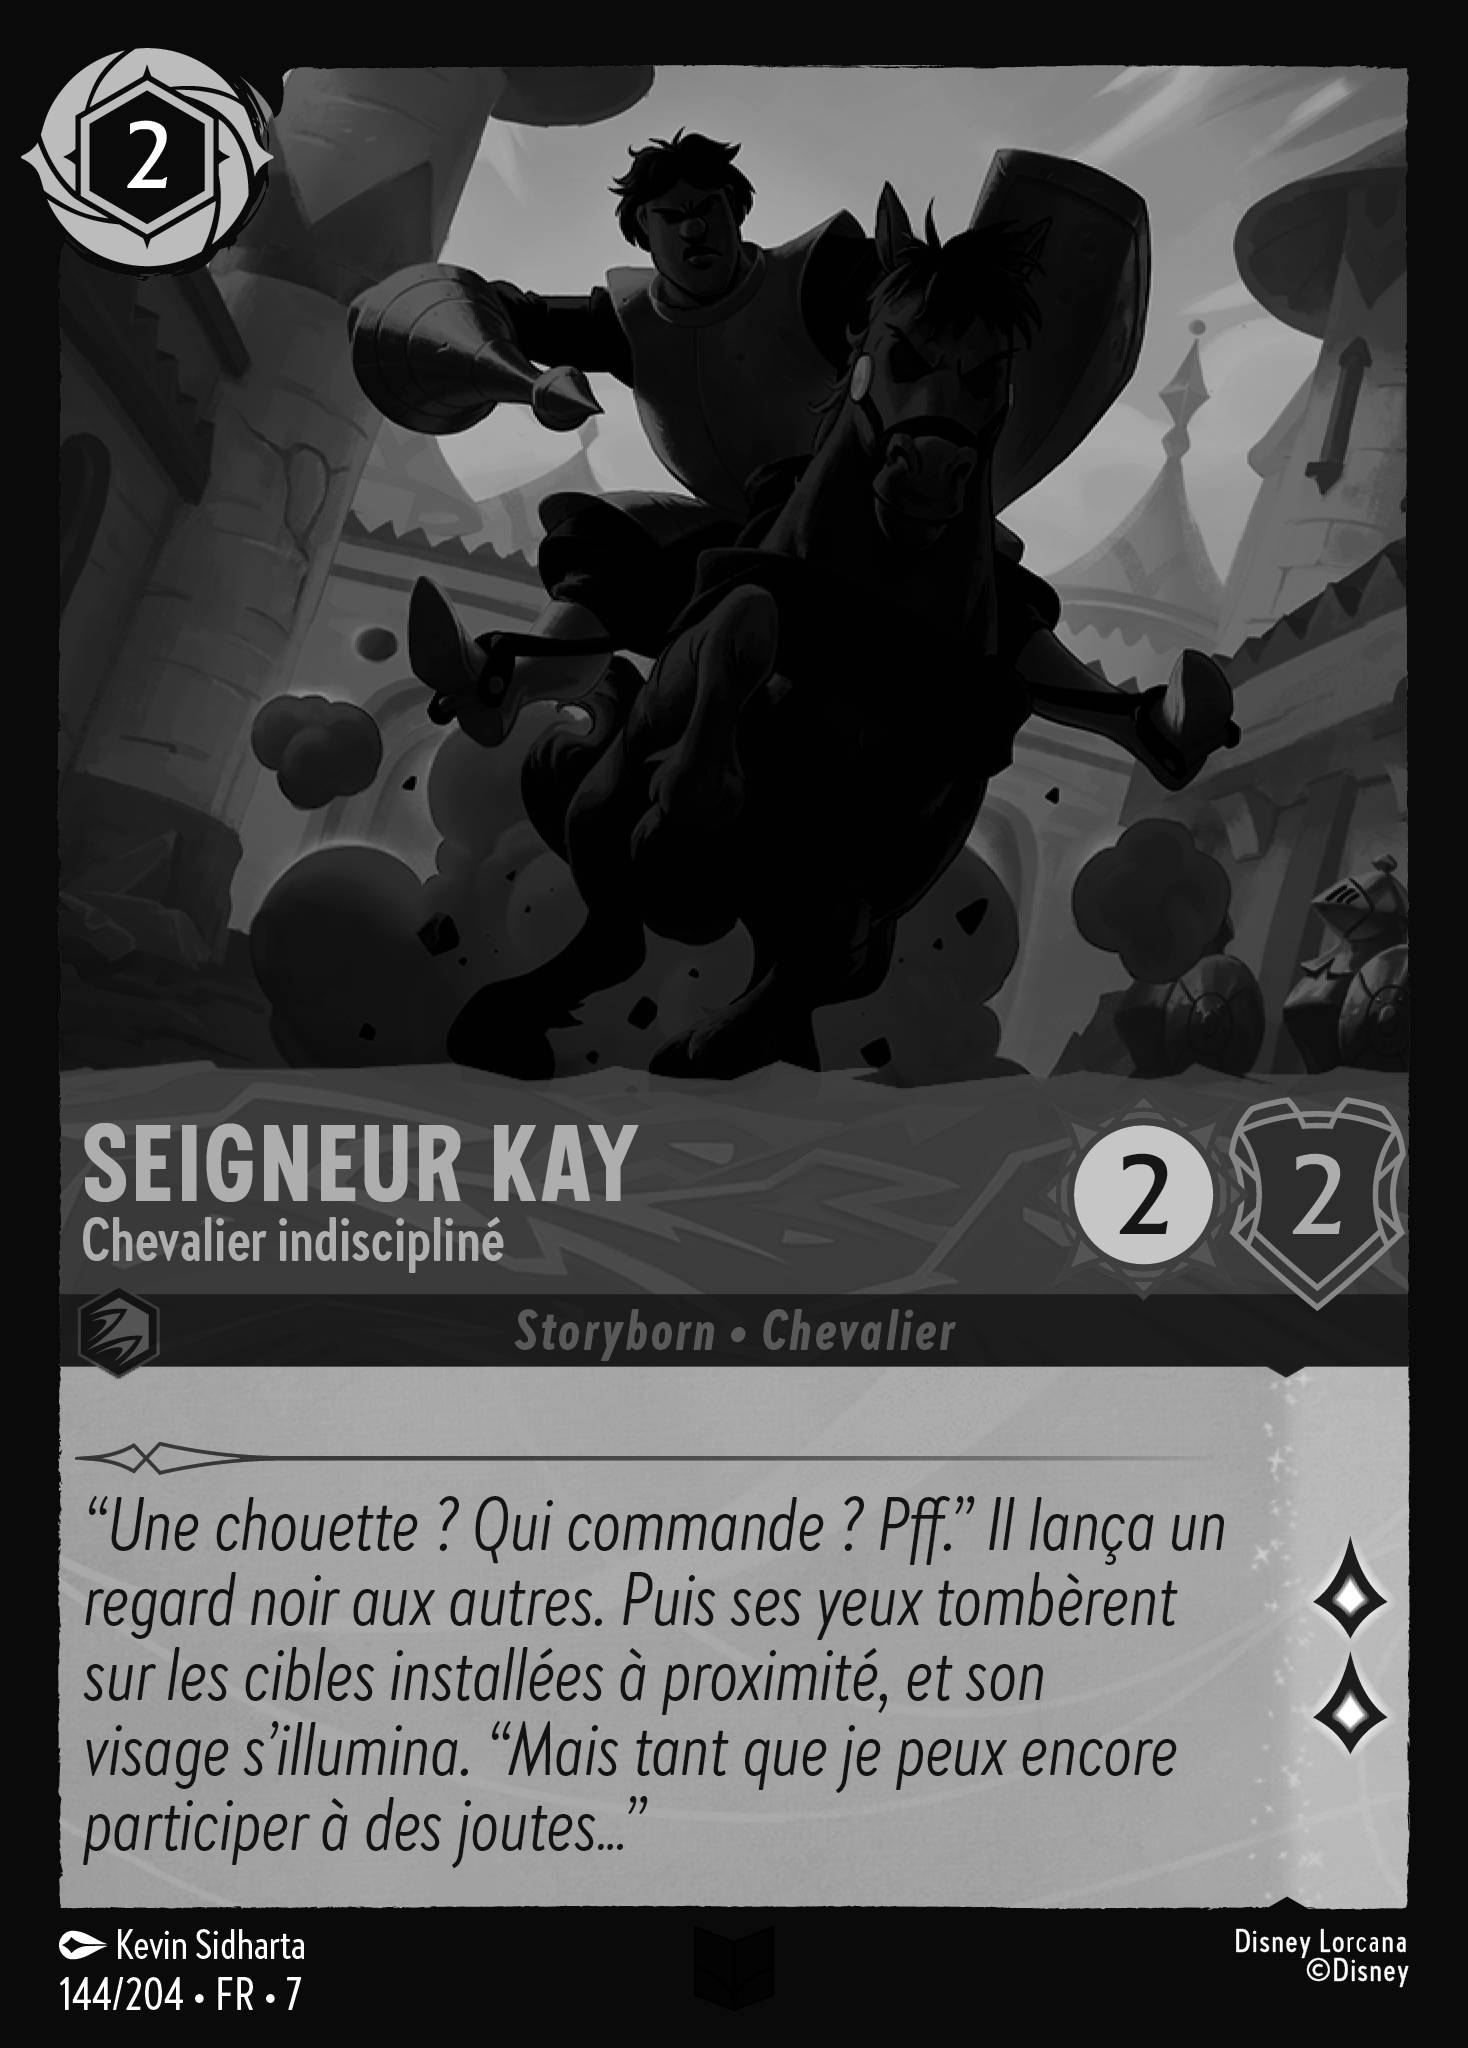 2
SEIGNEUR KAY
Chevalier indiscipliné
2
2
Storyborn • Chevalier
“Une chouette ? Qui commande ? Pff.” Il lança un
regard noir aux autres. Puis ses yeux tombèrent
sur les cibles installées à proximité, et son
visage s’illumina. “Mais tant que je peux encore
participer à des joutes...”
Kevin Sidharta
144/204 • FR • 7
Disney Lorcana
©Disney